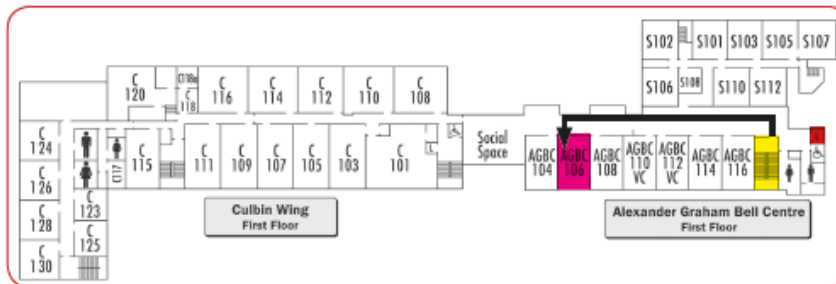 S102
S101
S103
S105
S107
S106
S108
S110
S112
C
120
C118a
C
118
C
116
C
114
C
112
C
110
C
108
C
124
C
126
C
128
C
130
C
123
C
125
C117
C
115
C
111
C
109
C
107
C
105
C
103
C
101
L
Social
Space
AGBC
104
AGBC
106
AGBC
108
AGBC
110
VC
AGBC
112
VC
AGBC
114
AGBC
116
Culbin Wing
First Floor
Alexander Graham Bell Centre
First Floor